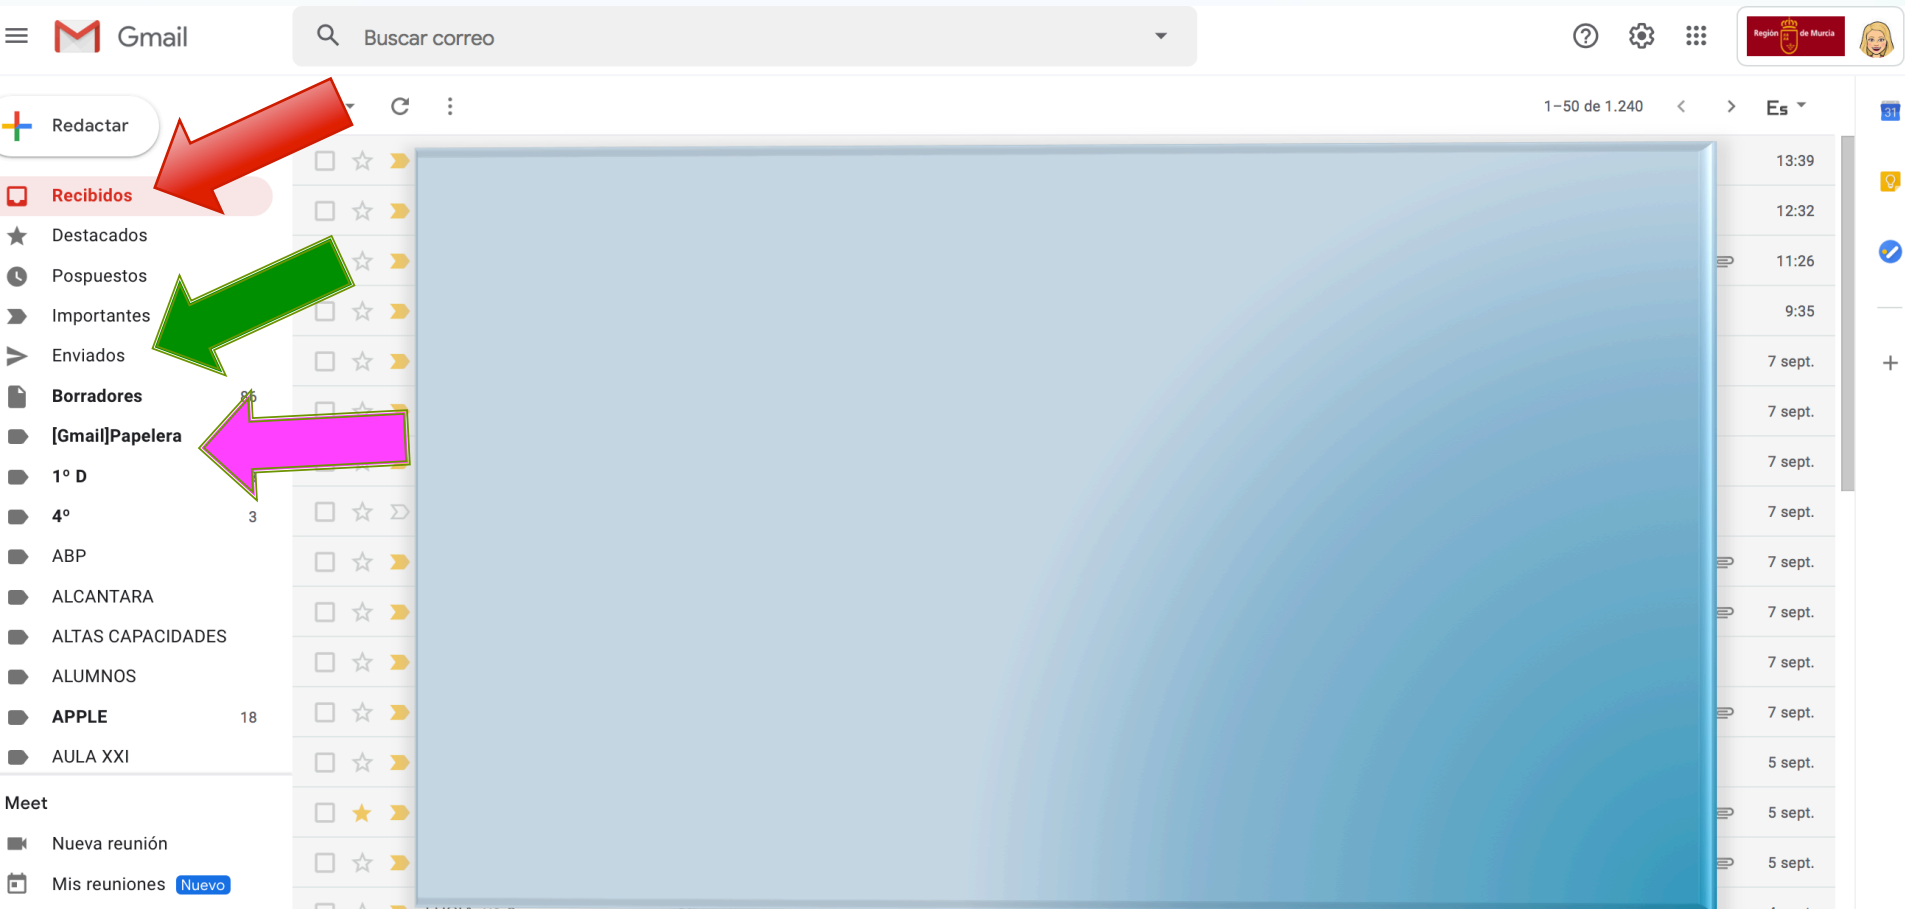 Gmail
Buscar correo
Región de Murcia
Redactar
1–50 de 1.240
Es
31
Recibidos
Destacados
Pospuestos
Importantes
Enviados
Borradores
[Gmail]Papelera
1º D
4º 3
ABP
ALCANTARA
ALTAS CAPACIDADES
ALUMNOS
APPLE 18
AULA XXI
Meet
Nueva reunión
Mis reuniones Nuevo
13:39
12:32
11:26
9:35
7 sept.
7 sept.
7 sept.
7 sept.
7 sept.
7 sept.
7 sept.
7 sept.
5 sept.
5 sept.
5 sept.